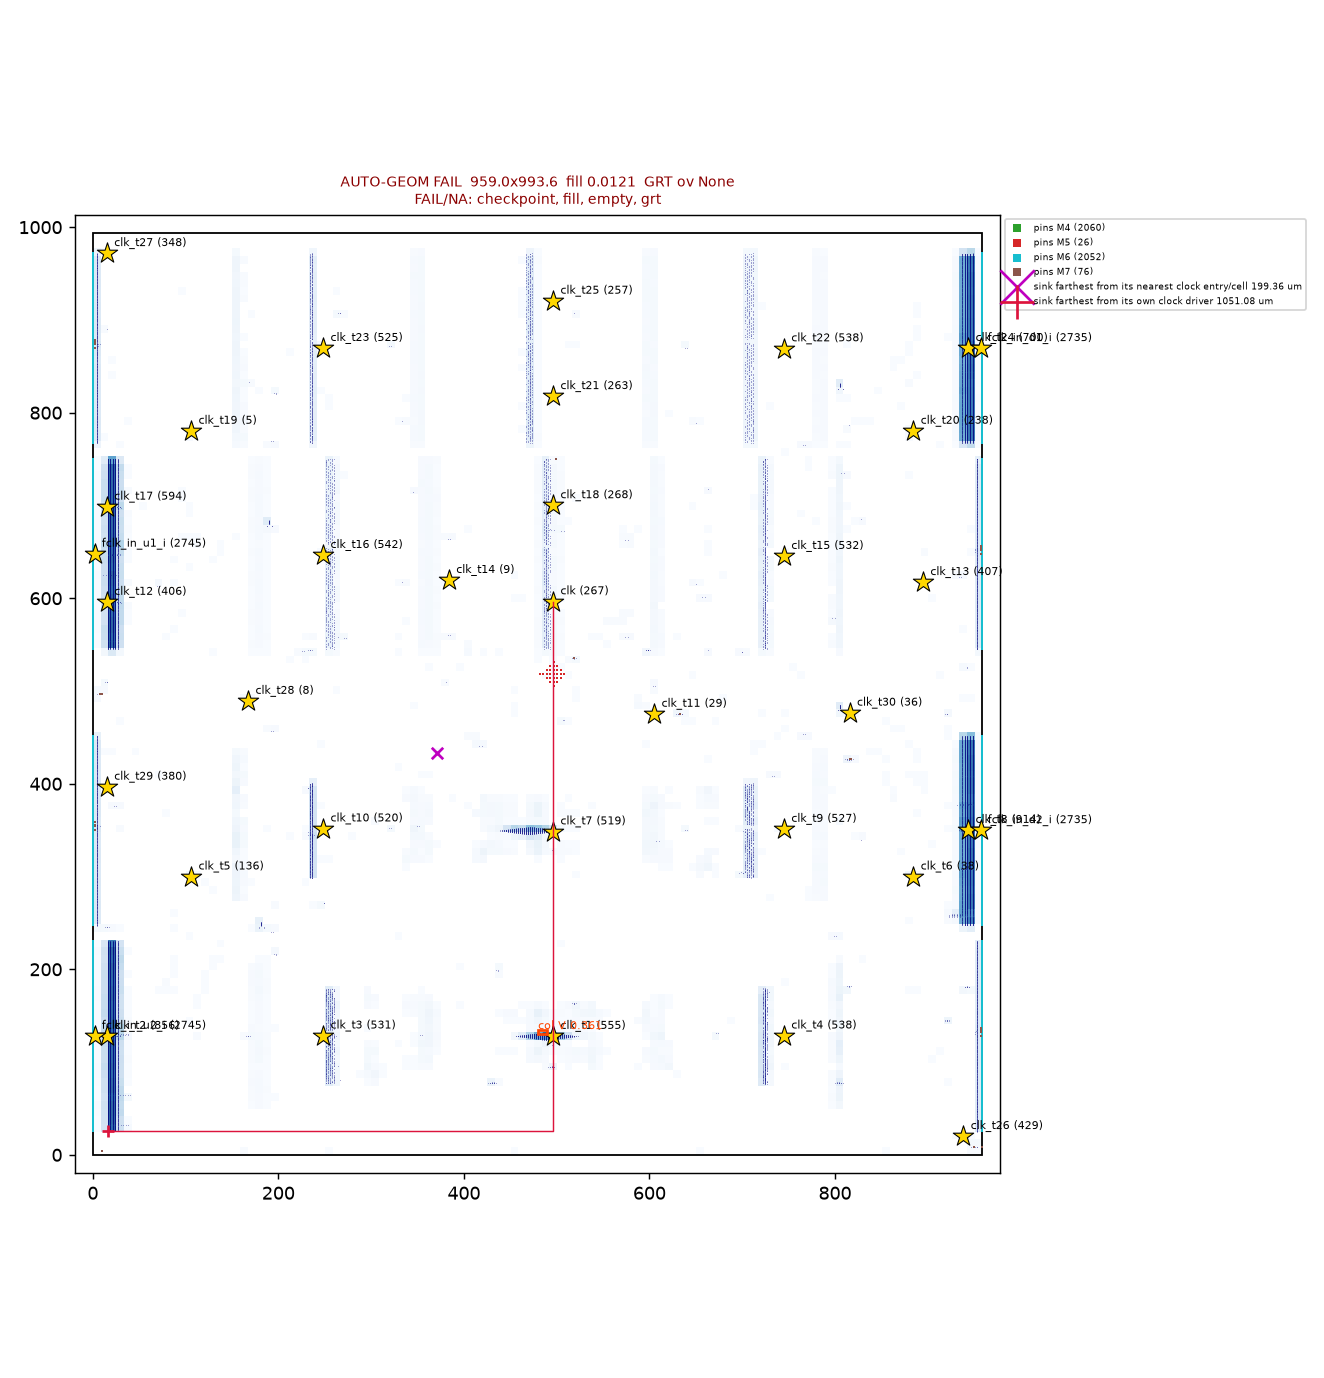 AUTO-GEOM FAIL 959.0x993.6 fill 0.0121 GRT ov None
FAIL/NA: checkpoint, fill, empty, grt
pins M4 (2060)
pins M5 (26)
pins M6 (2052)
pins M7 (76)
sink farthest from its nearest clock entry/cell 199.36 um
sink farthest from its own clock driver 1051.08 um
1000
800
600
400
200
0
clk_t27 (348)
clk_t25 (257)
clk_t23 (525)
clk_t22 (538)
clk_t21 (263)
clk_t19 (5)
clk_t20 (238)
clk_t17 (594)
clk_t18 (268)
fclk_in_u1_i (2745)
clk_t16 (542)
clk_t15 (532)
clk_t14 (9)
clk_t13 (407)
clk_t12 (406)
clk (267)
clk_t28 (8)
clk_t11 (29)
clk_t30 (36)
clk_t29 (380)
clk_t10 (520)
clk_t7 (519)
clk_t9 (527)
clk_t5 (136)
clk_t6 (38)
clk_t3 (531)
(555)
clk_t4 (538)
clk_t26 (429)
0
200
400
600
800